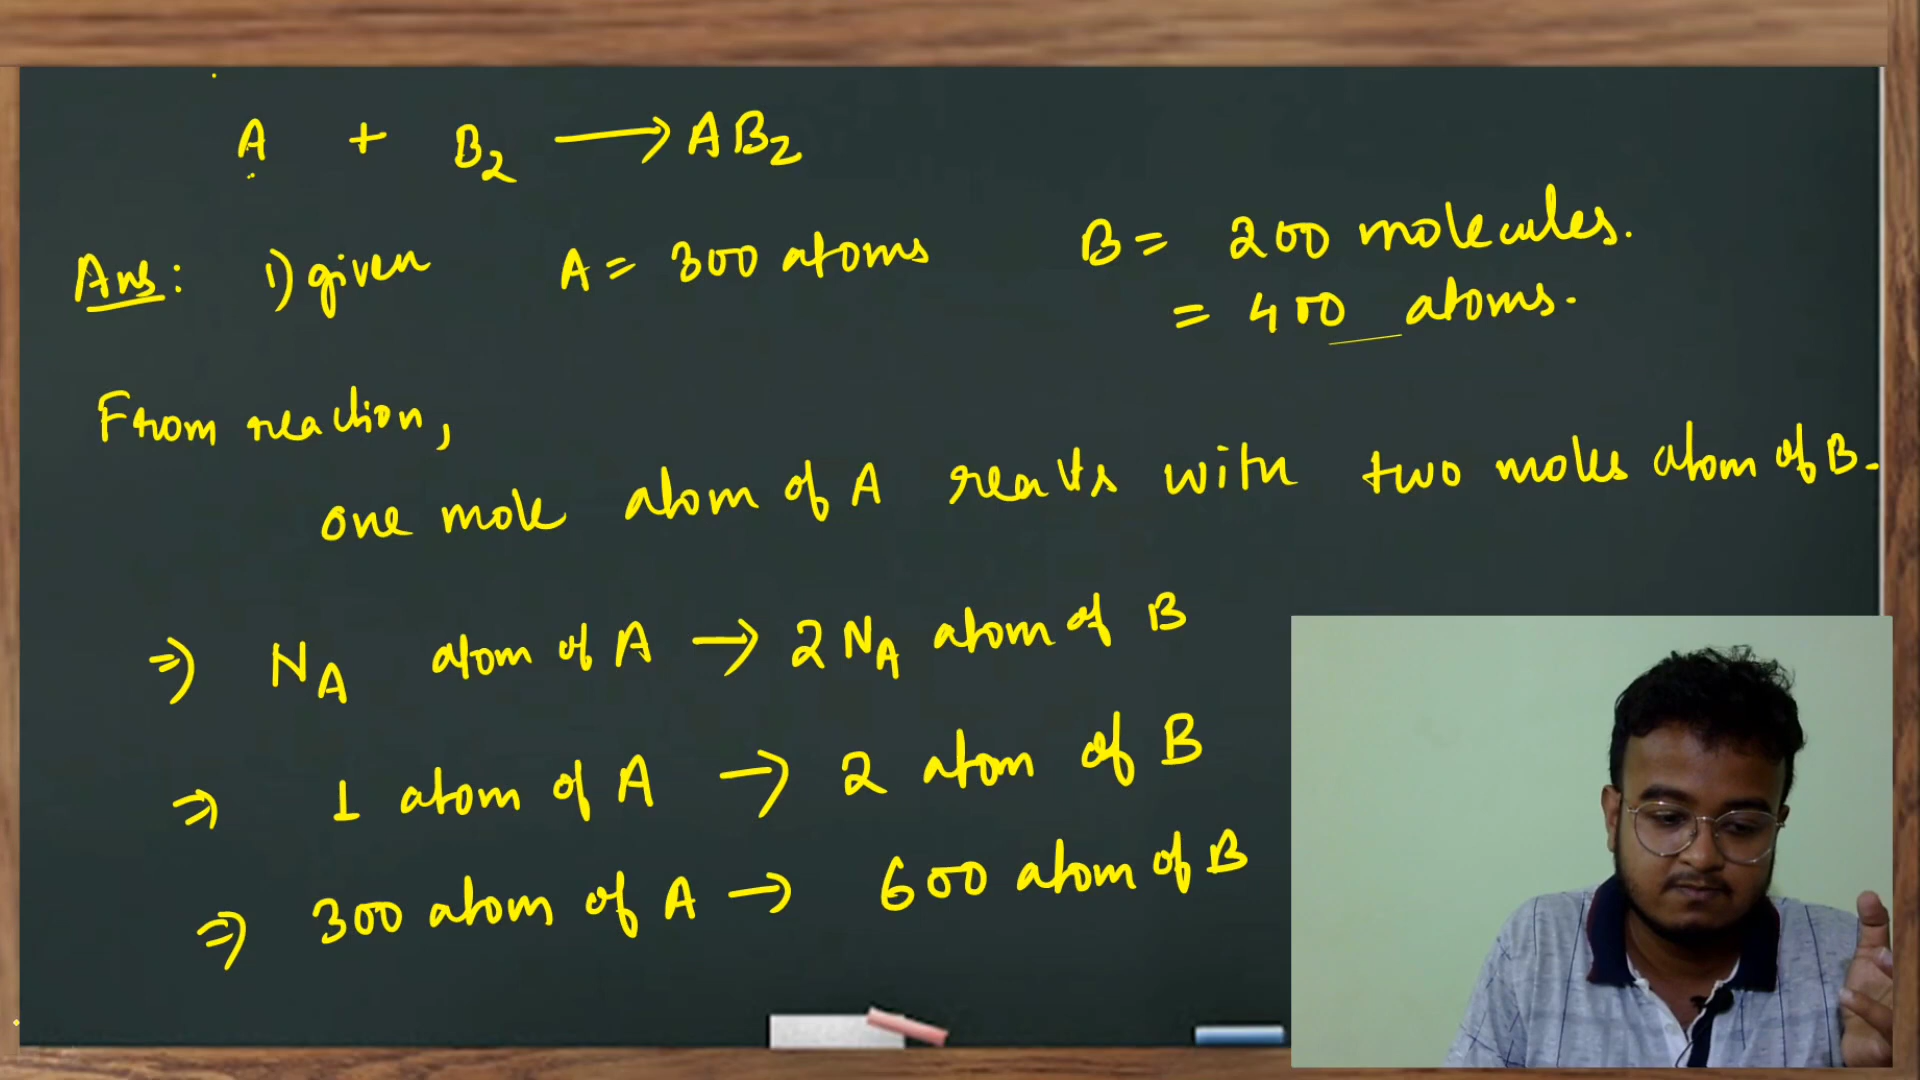 A + B2 → AB2
Ans: 1) given A = 300 atoms B = 200 molecules.
= 400 atoms.
From reaction,
one mole atom of A reacts with two moles atom of B.
⇒ NA atom of A → 2 NA atom of B
⇒ 1 atom of A → 2 atom of B
⇒ 300 atom of A → 600 atom of B